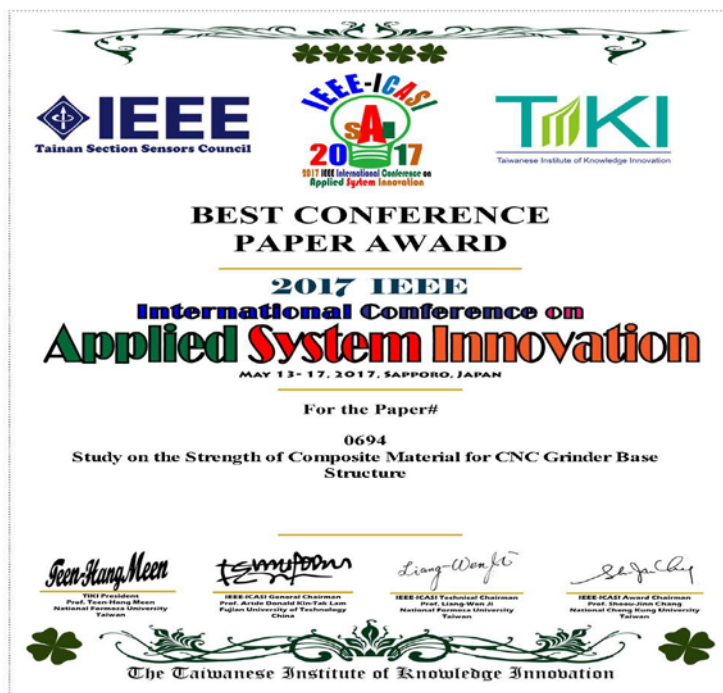 IEEE
Tainan Section Sensors Council
IEEE-ICASI
sAI
2017
2017 IEEE International Conference on
Applied System Innovation
TIIKI
Taiwanese Institute of Knowledge Innovation
BEST CONFERENCE
PAPER AWARD
2017 IEEE
International Conference on
Applied System Innovation
MAY 13- 17, 2017, SAPPORO, JAPAN
For the Paper#
0694
Study on the Strength of Composite Material for CNC Grinder Base
Structure
Teen-Hang Meen
TIKI President
Prof. Teen-Hang Meen
National Formosa University
Taiwan
IEEE-ICASI General Chairman
Prof. Artde Donald Kin-Tak Lam
Fujian University of Technology
China
Liang-Wen Ji
IEEE-ICASI Technical Chairman
Prof. Liang-Wen Ji
National Formosa University
Taiwan
IEEE-ICASI Award Chairman
Prof. Shoou-Jinn Chang
National Cheng Kung University
Taiwan
The Taiwanese Institute of Knowledge Innovation